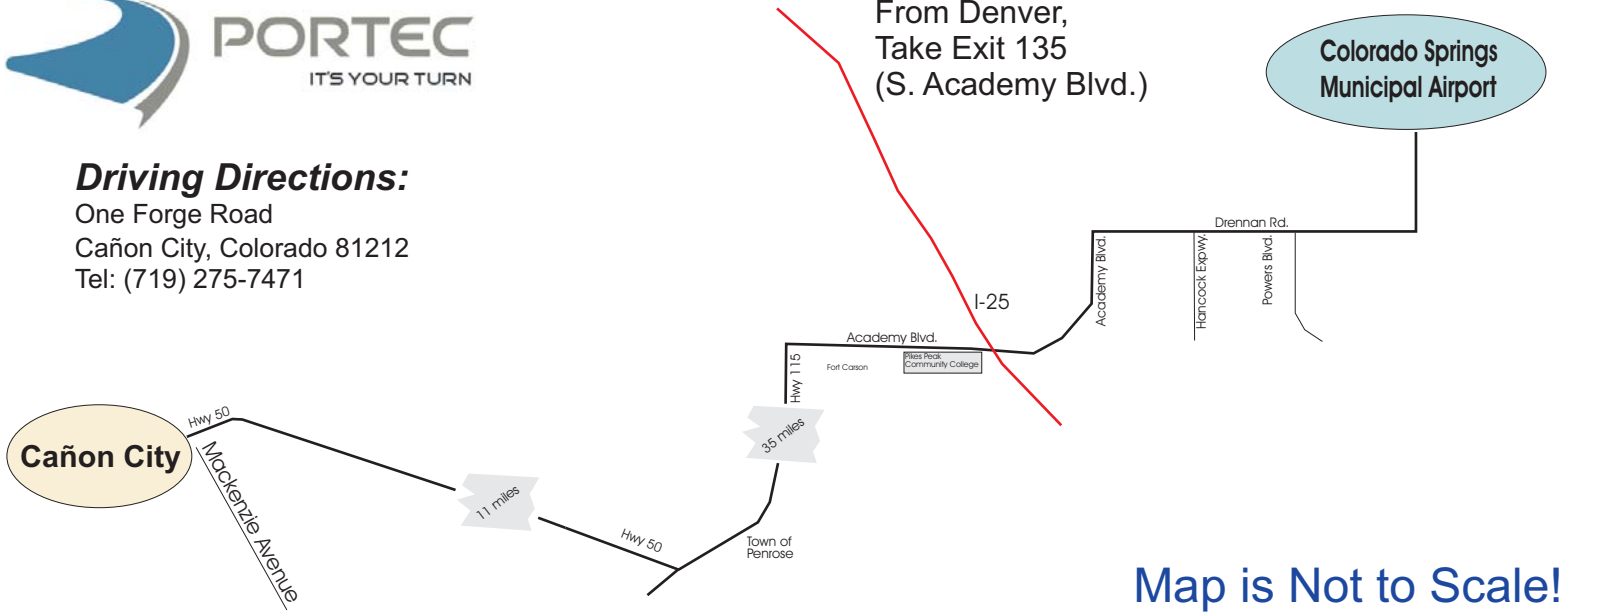 PORTEC
IT'S YOUR TURN
Driving Directions:
One Forge Road
Cañon City, Colorado 81212
Tel: (719) 275-7471
From Denver,
Take Exit 135
(S. Academy Blvd.)
Colorado Springs
Municipal Airport
Drennan Rd.
Academy Blvd.
Hancock Expwy.
Powers Blvd.
I-25
Academy Blvd.
Hwy 115
Fort Carson
Pikes Peak
Community College
35 miles
Cañon City
Hwy 50
Mackenzie Avenue
11 miles
Hwy 50
Town of
Penrose
Map is Not to Scale!